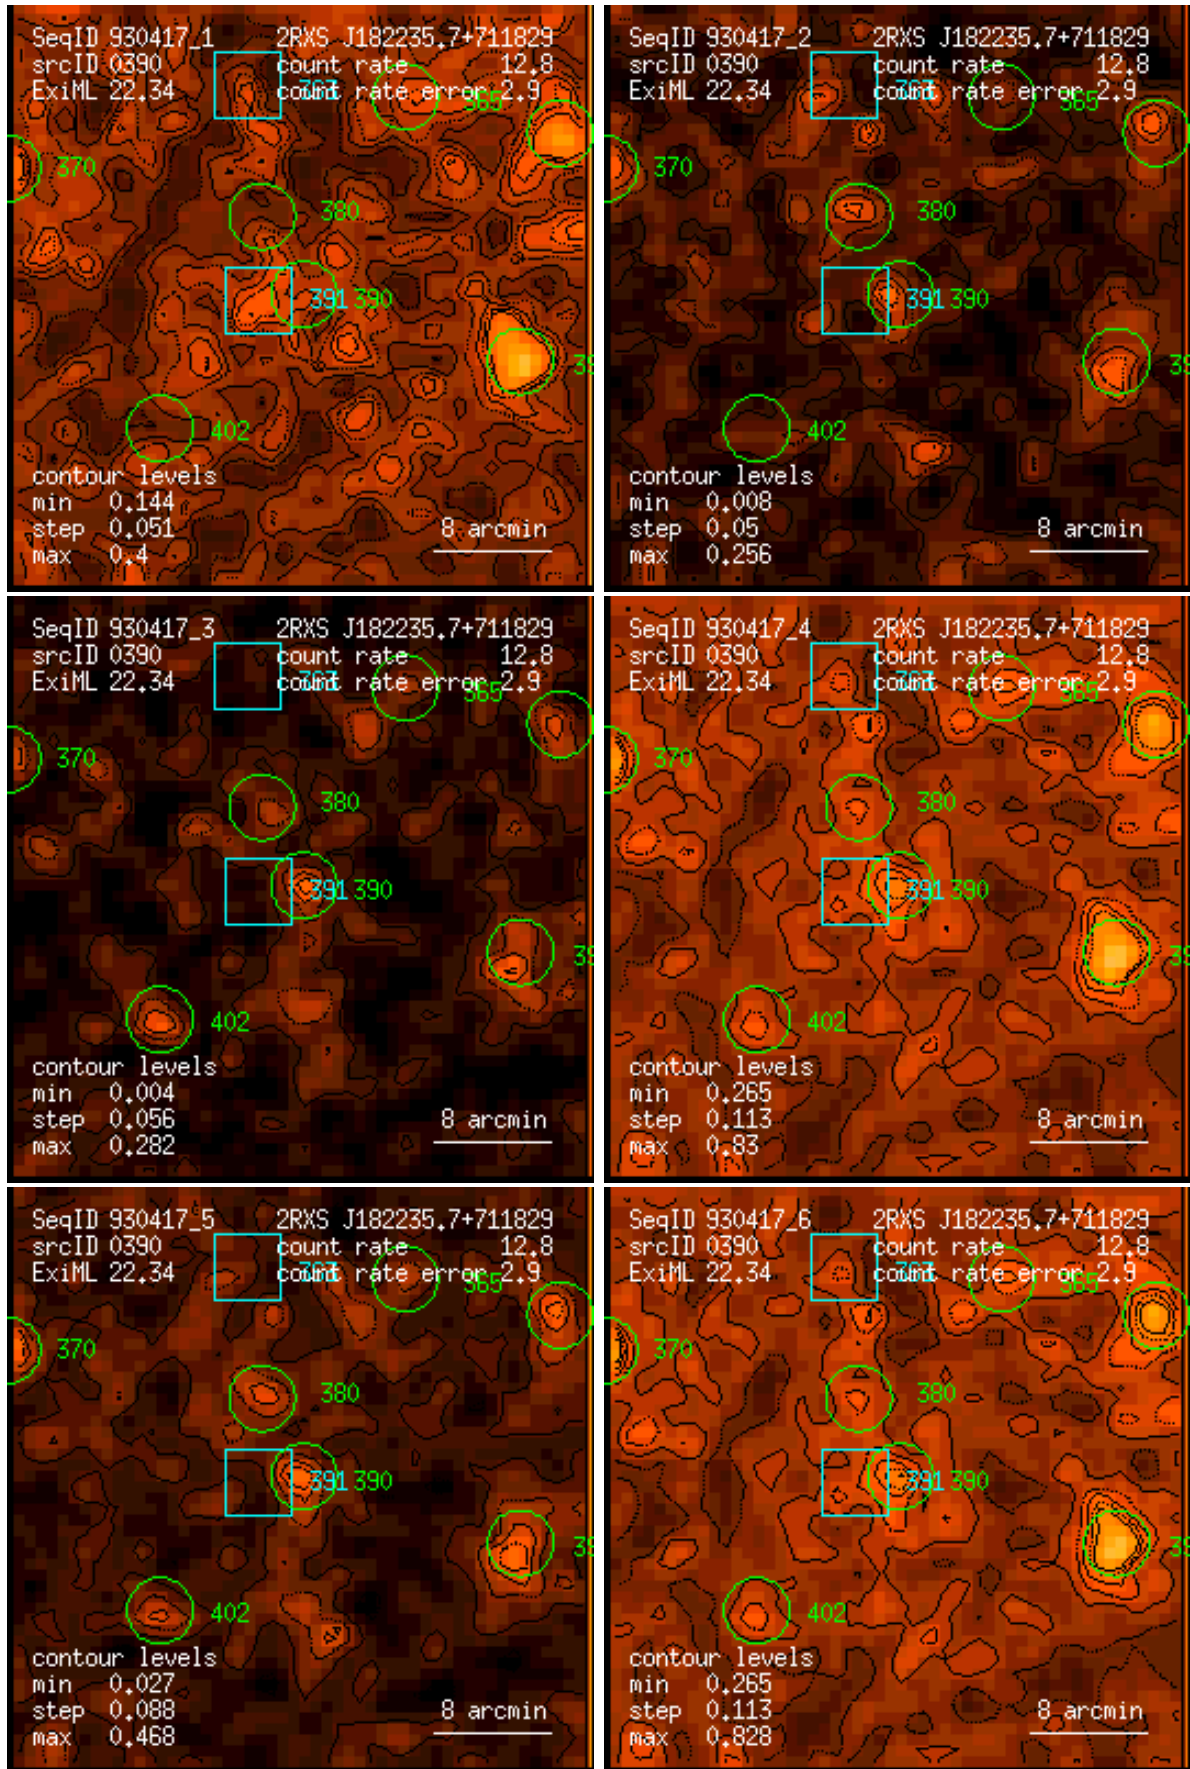 SeqID 930417_1 2RXS J182235.7+711829
srcID 0390 count rate 12.8
ExiML 22.34 count rate error 2.9
365
370
380
391 390
39
402
contour levels
min 0.144
step 0.051
max 0.4
8 arcmin
SeqID 930417_2 2RXS J182235.7+711829
srcID 0390 count rate 12.8
ExiML 22.34 count rate error 2.9
365
370
380
391 390
39
402
contour levels
min 0.008
step 0.05
max 0.256
8 arcmin
SeqID 930417_3 2RXS J182235.7+711829
srcID 0390 count rate 12.8
ExiML 22.34 count rate error 2.9
365
370
380
391 390
39
402
contour levels
min 0.004
step 0.056
max 0.282
8 arcmin
SeqID 930417_4 2RXS J182235.7+711829
srcID 0390 count rate 12.8
ExiML 22.34 count rate error 2.9
365
370
380
391 390
39
402
contour levels
min 0.265
step 0.113
max 0.83
8 arcmin
SeqID 930417_5 2RXS J182235.7+711829
srcID 0390 count rate 12.8
ExiML 22.34 count rate error 2.9
365
370
380
391 390
39
402
contour levels
min 0.027
step 0.088
max 0.468
8 arcmin
SeqID 930417_6 2RXS J182235.7+711829
srcID 0390 count rate 12.8
ExiML 22.34 count rate error 2.9
365
370
380
391 390
39
402
contour levels
min 0.265
step 0.113
max 0.828
8 arcmin